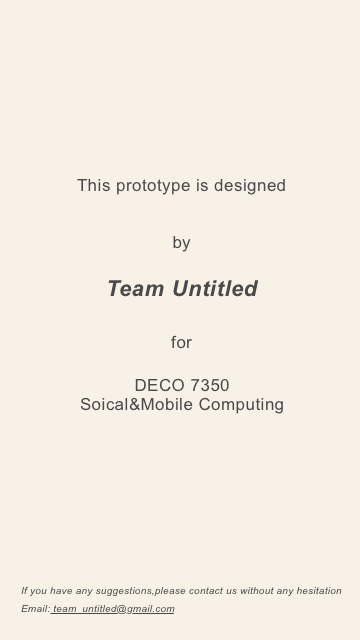 This prototype is designed
by
Team Untitled
for
DECO 7350
Soical&Mobile Computing
If you have any suggestions,please contact us without any hesitation
Email: team_untitled@gmail.com